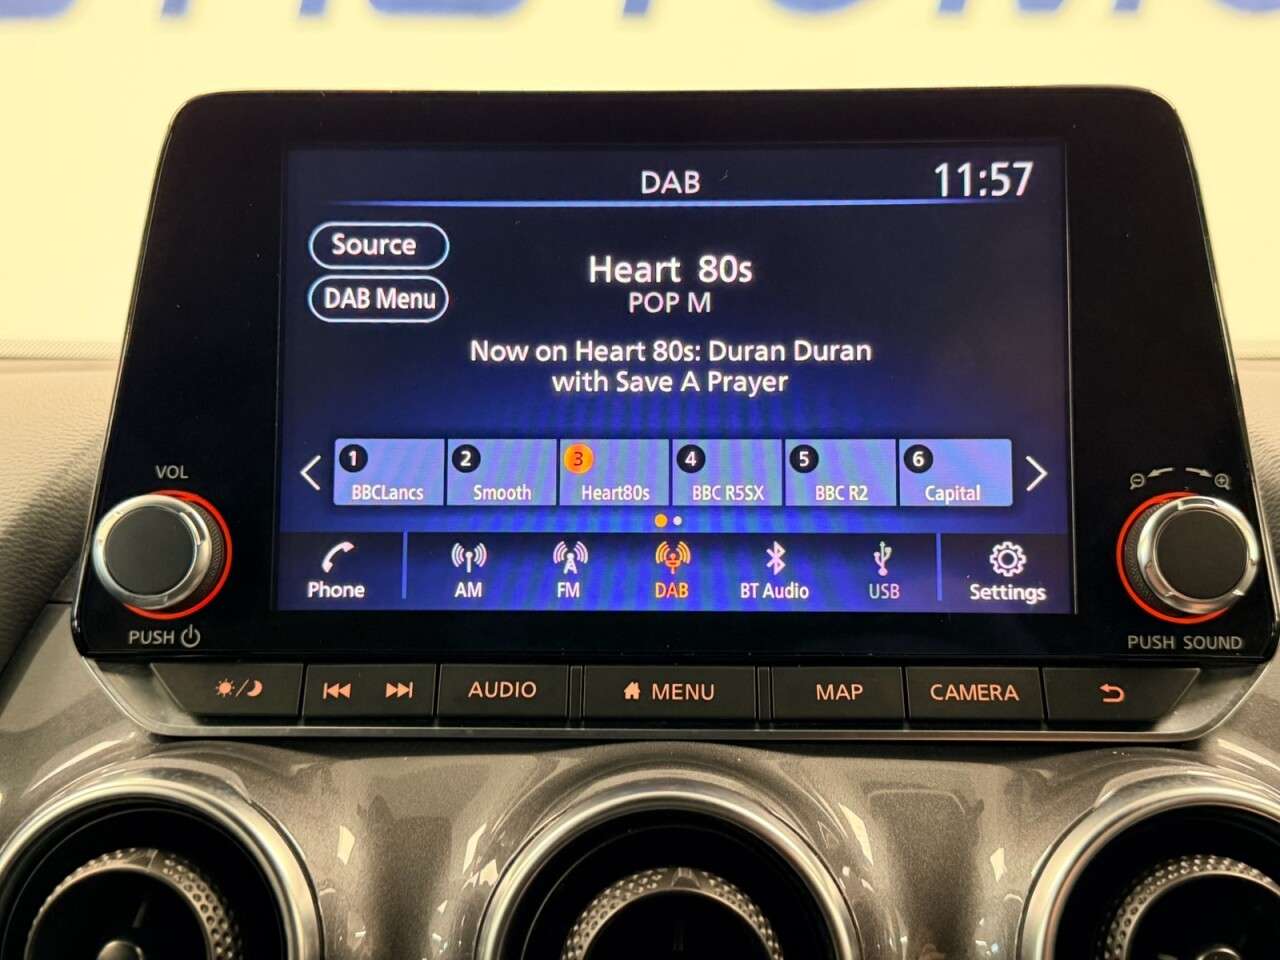 DAB
11:57
Source
DAB Menu
Heart 80s
POP M
Now on Heart 80s: Duran Duran
with Save A Prayer
1 2 3 4 5 6
BBCLancs Smooth Heart80s BBC R5SX BBC R2 Capital
Phone AM FM DAB BT Audio USB Settings
VOL
PUSH
PUSH SOUND
AUDIO MENU MAP CAMERA